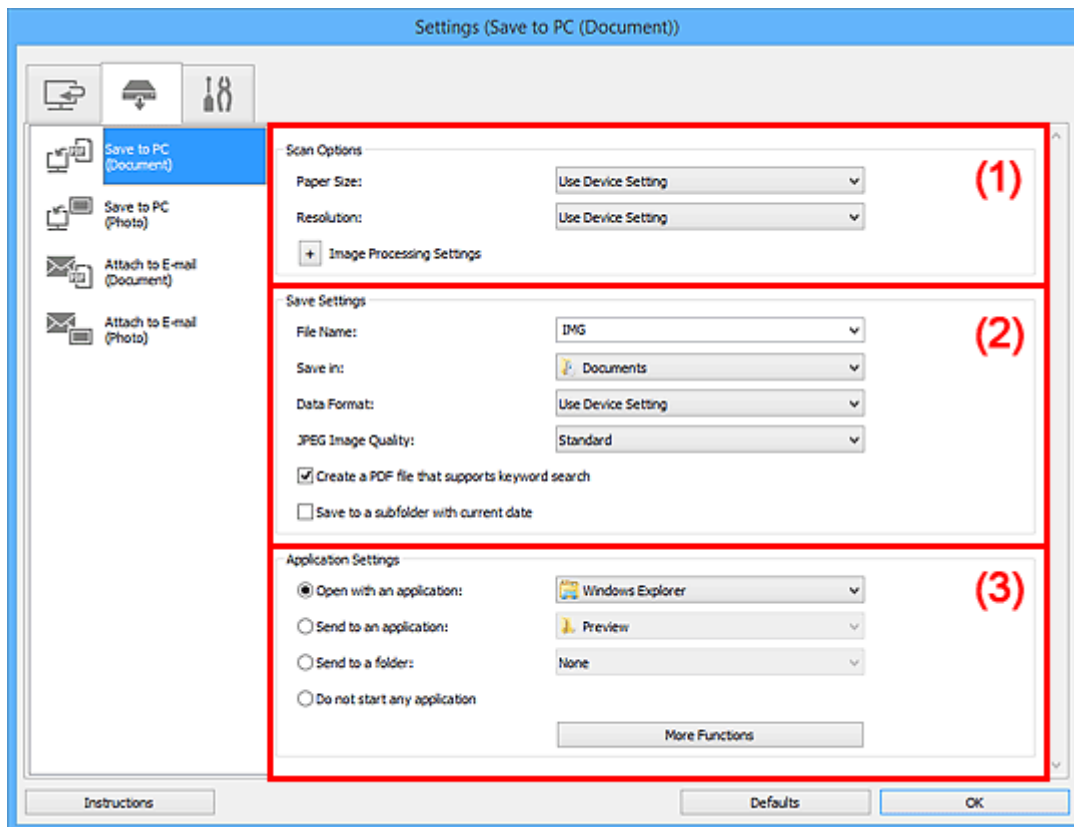 Settings (Save to PC (Document))
Save to PC
(Document)
Save to PC
(Photo)
Attach to E-mail
(Document)
Attach to E-mail
(Photo)
Scan Options
(1)
Paper Size: Use Device Setting
Resolution: Use Device Setting
+ Image Processing Settings
Save Settings
(2)
File Name: IMG
Save in: Documents
Data Format: Use Device Setting
JPEG Image Quality: Standard
Create a PDF file that supports keyword search
Save to a subfolder with current date
Application Settings
(3)
Open with an application: Windows Explorer
Send to an application: Preview
Send to a folder: None
Do not start any application
More Functions
Instructions Defaults OK